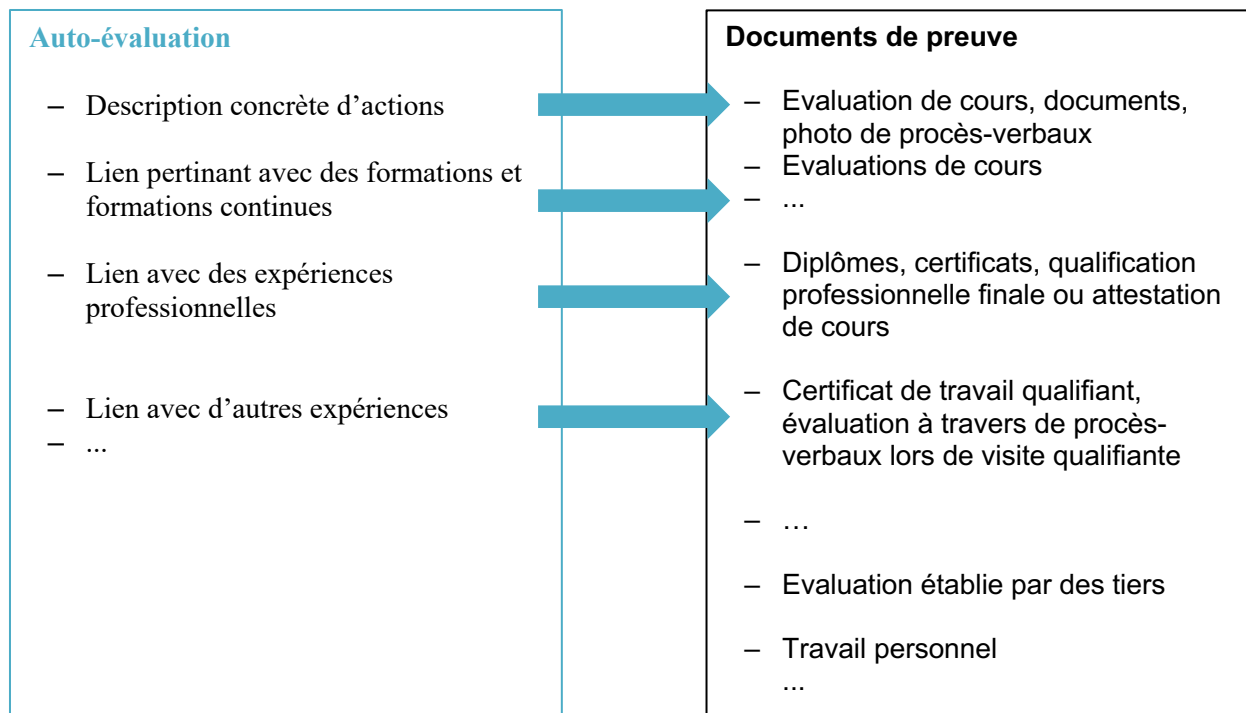 Auto-évaluation
– Description concrète d’actions
– Lien pertinant avec des formations et
formations continues
– Lien avec des expériences
professionnelles
– Lien avec d’autres expériences
– ...
Documents de preuve
– Evaluation de cours, documents,
photo de procès-verbaux
– Evaluations de cours
– ...
– Diplômes, certificats, qualification
professionnelle finale ou attestation
de cours
– Certificat de travail qualifiant,
évaluation à travers de procès-
verbaux lors de visite qualifiante
– …
– Evaluation établie par des tiers
– Travail personnel
...